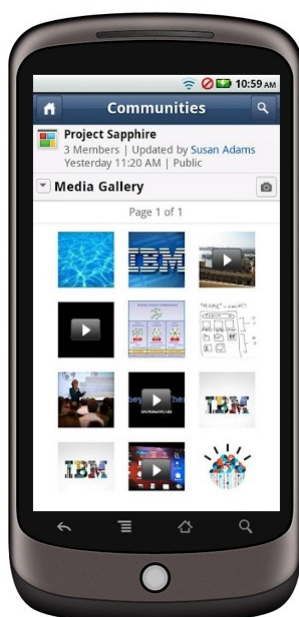 10:59 AM
Communities
Project Sapphire
3 Members | Updated by Susan Adams
Yesterday 11:20 AM | Public
Media Gallery
Page 1 of 1
IBM
IBM
IBM